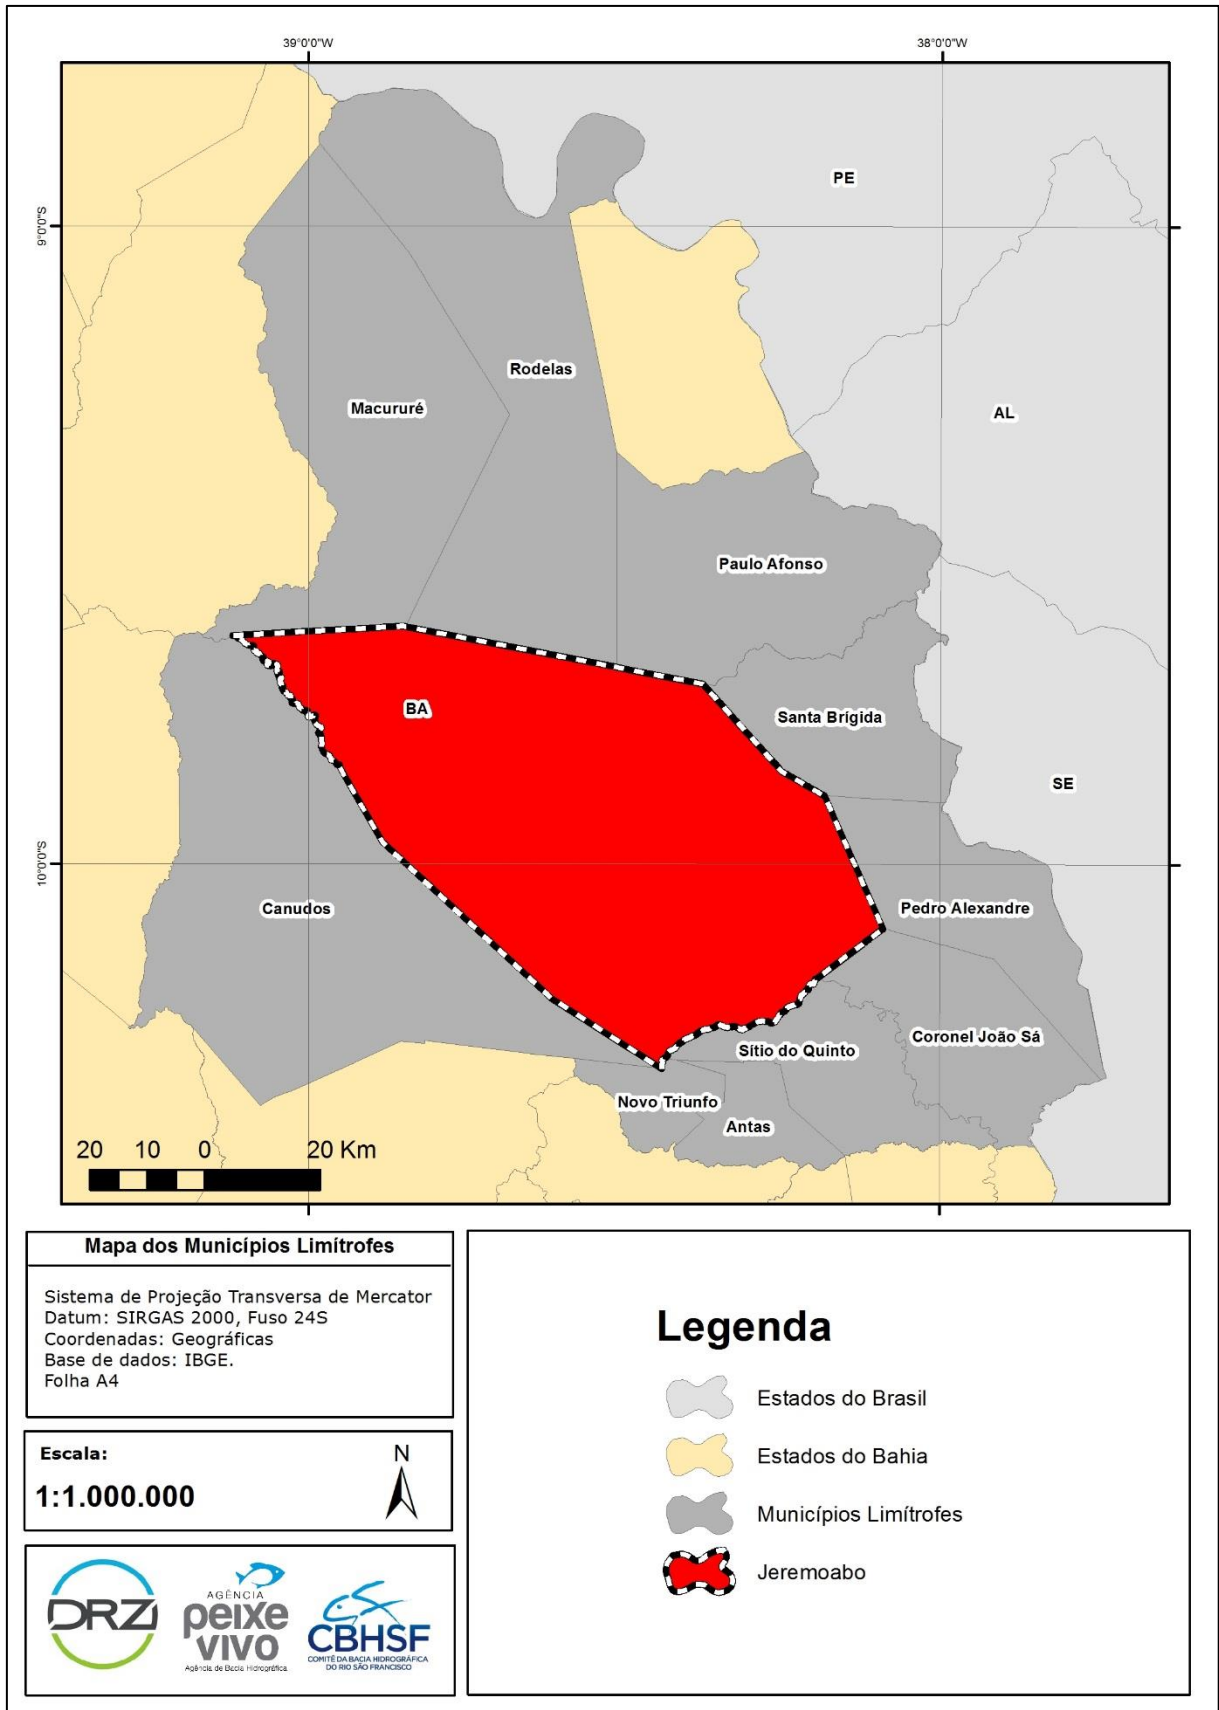 39°0'0"W
38°0'0"W
9°0'0"S
10°0'0"S
PE
AL
SE
BA
Rodelas
Macururé
Paulo Afonso
Santa Brígida
Canudos
Pedro Alexandre
Coronel João Sá
Sítio do Quinto
Novo Triunfo
Antas
20 10 0 20 Km
Mapa dos Municípios Limítrofes
Sistema de Projeção Transversa de Mercator
Datum: SIRGAS 2000, Fuso 24S
Coordenadas: Geográficas
Base de dados: IBGE.
Folha A4
Escala:
1:1.000.000
N
DRZ
AGÊNCIA
peixe
vivo
Agência de Bacia Hidrográfica
CBHSF
COMITÊ DA BACIA HIDROGRÁFICA
DO RIO SÃO FRANCISCO
Legenda
Estados do Brasil
Estados do Bahia
Municípios Limítrofes
Jeremoabo